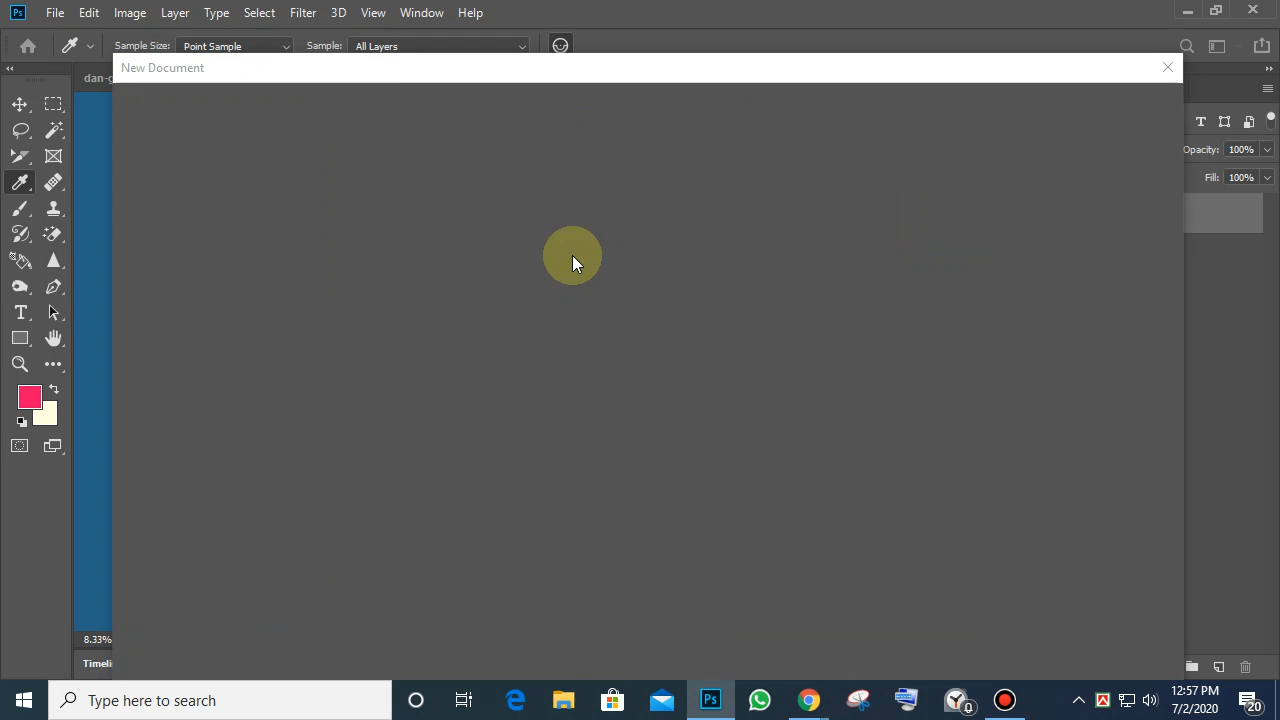 Ps File Edit Image Layer Type Select Filter 3D View Window Help
Sample Size: Point Sample Sample: All Layers
New Document
dan-g
Opacity: 100%
Fill: 100%
T
8.33%
Timeli
Type here to search
Ps
12:57 P
7/2/2020
20